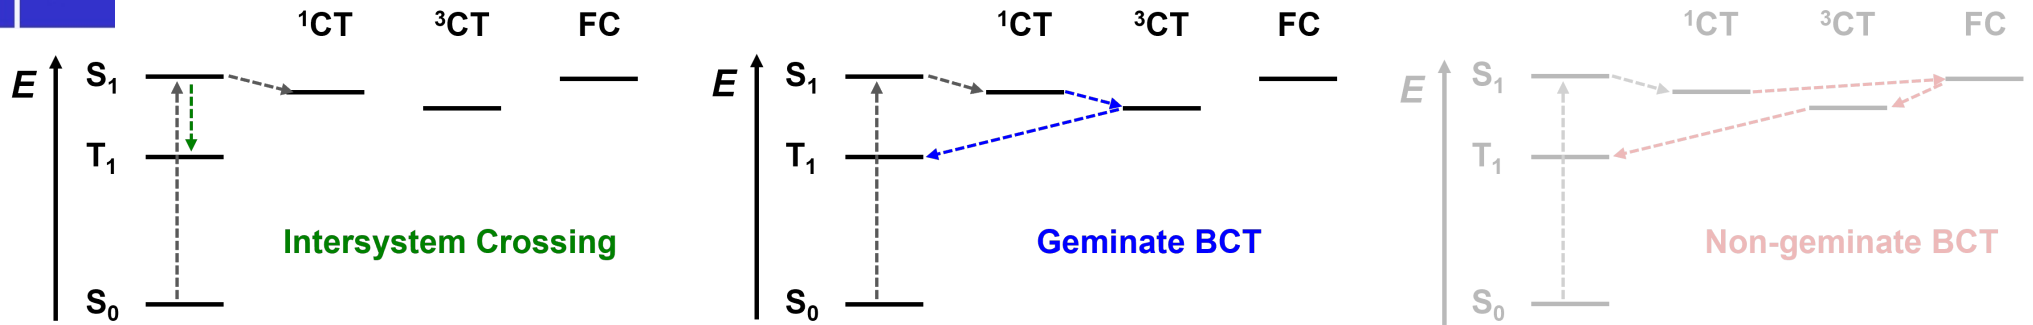 ¹CT ³CT FC
E S₁
T₁
Intersystem Crossing
S₀
¹CT ³CT FC
E S₁
T₁
Geminate BCT
S₀
¹CT ³CT FC
E S₁
T₁
Non-geminate BCT
S₀